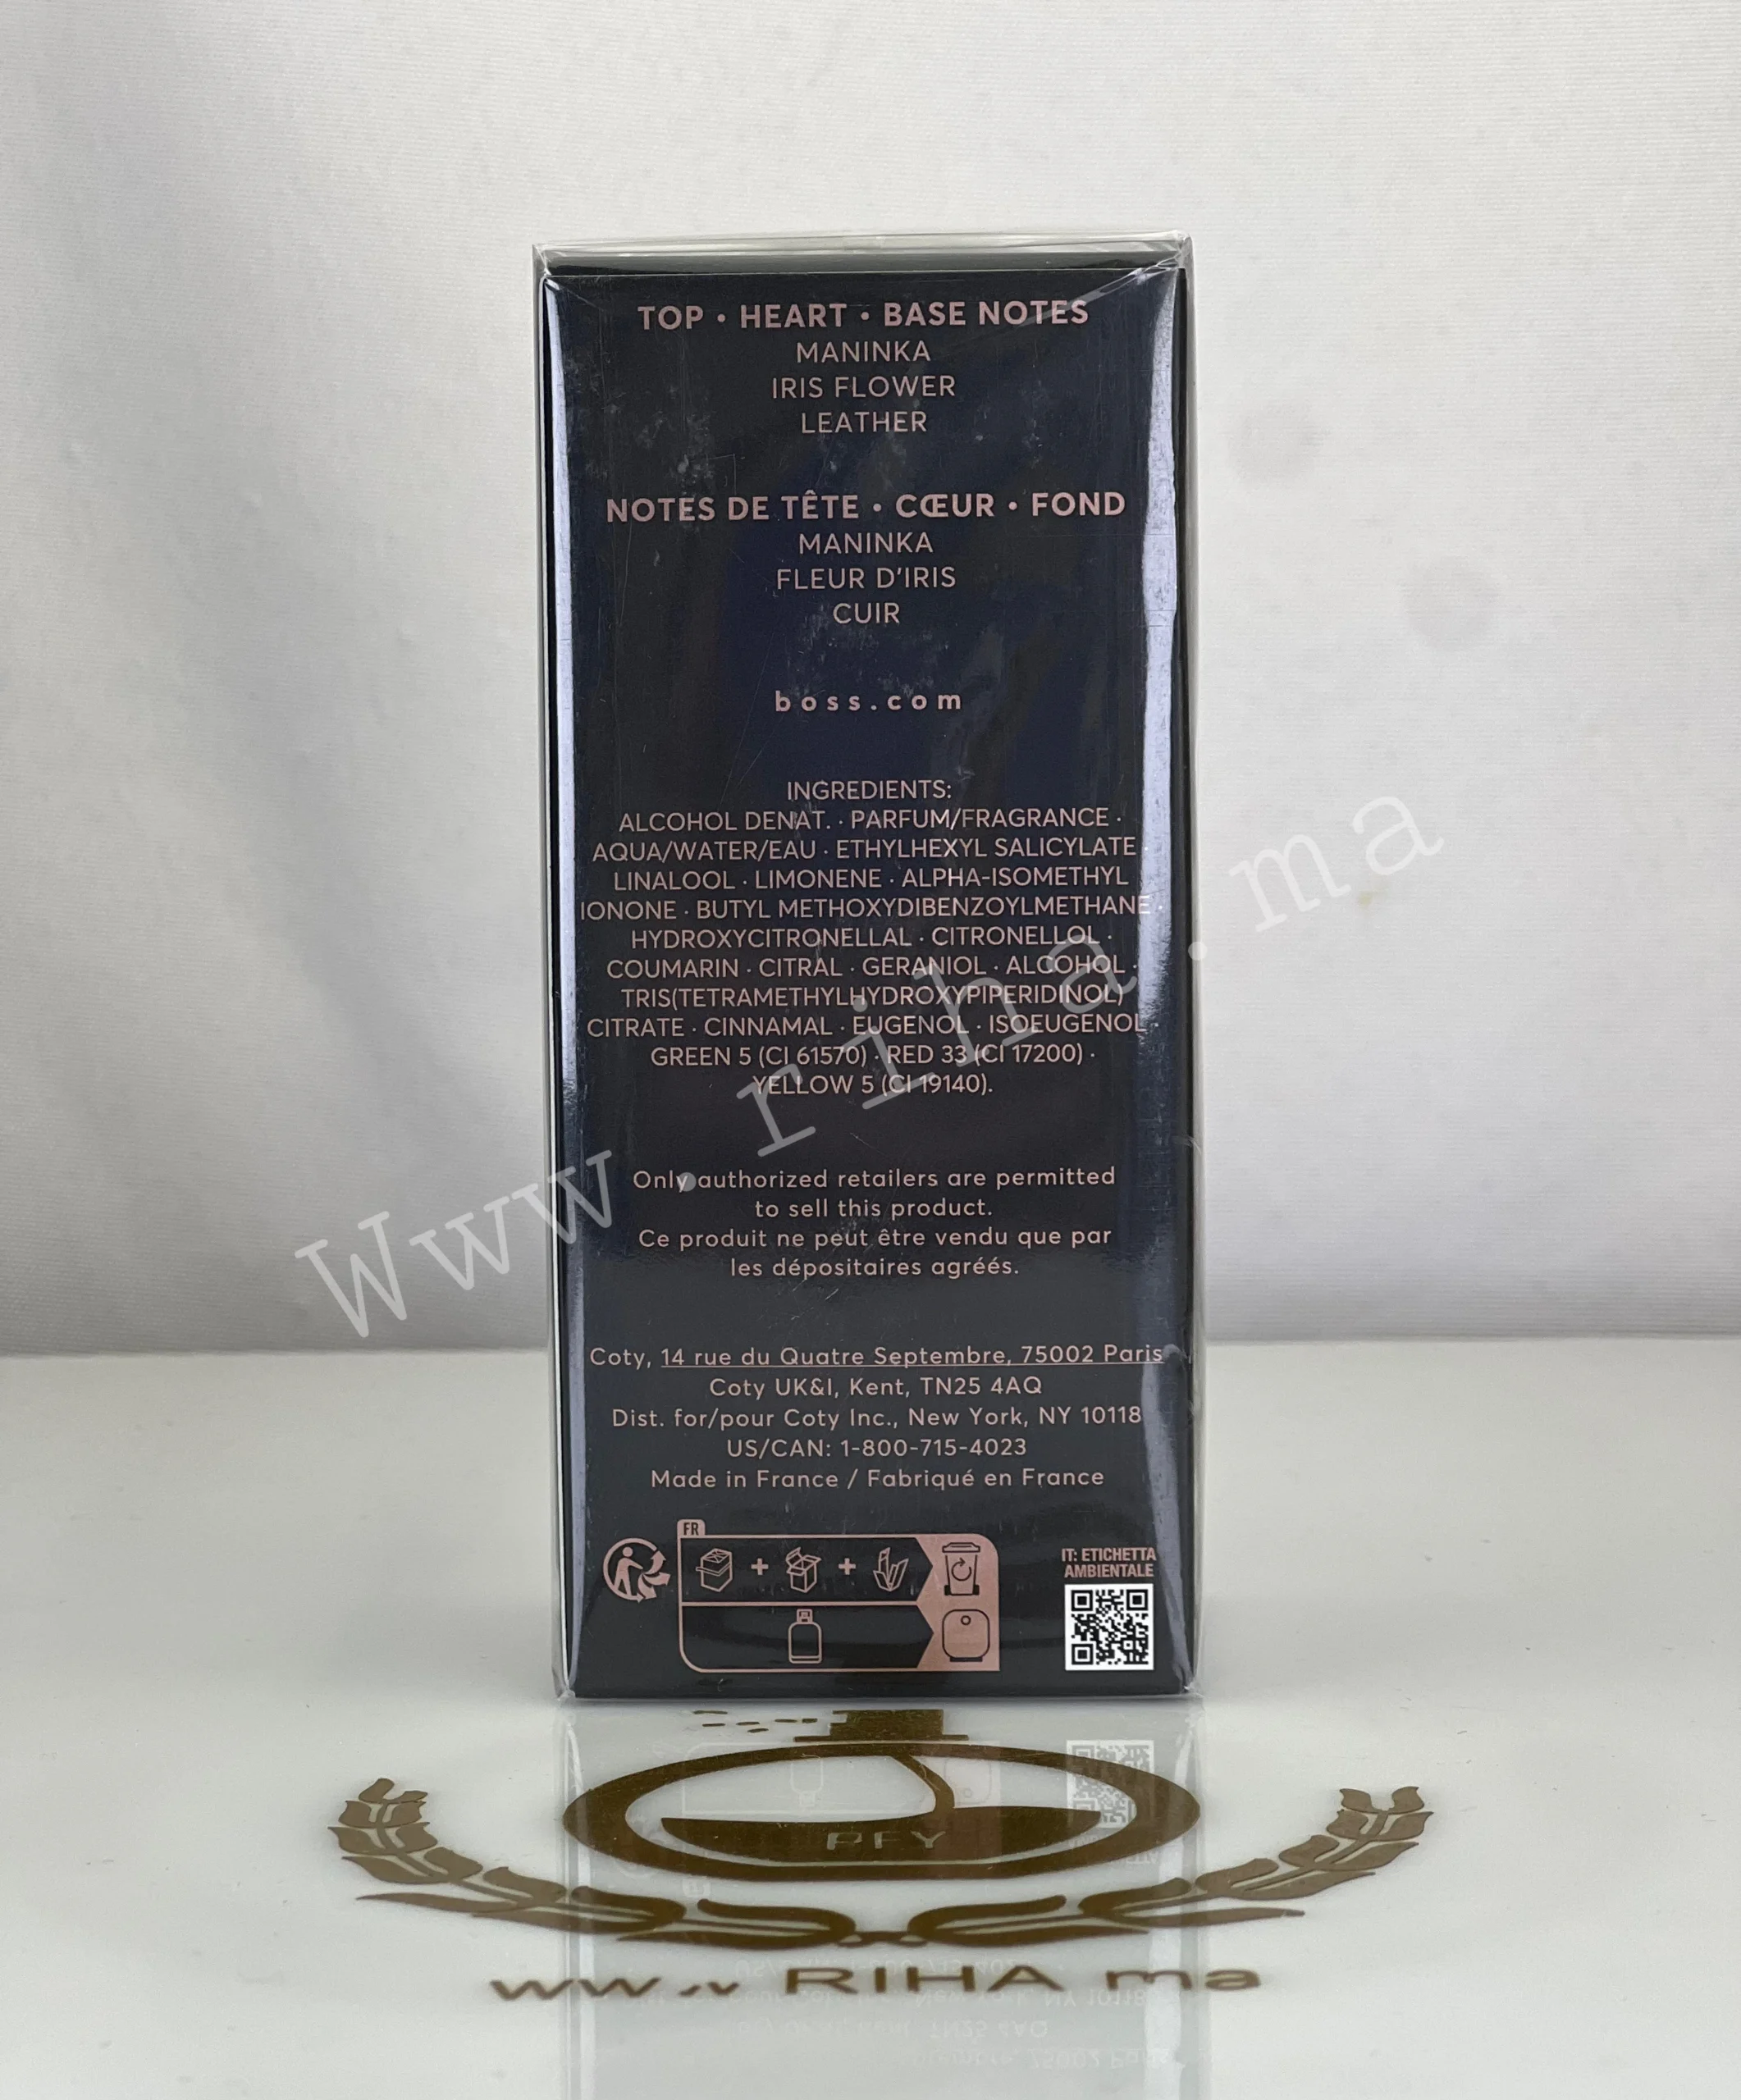 TOP • HEART • BASE NOTES
MANINKA
IRIS FLOWER
LEATHER
NOTES DE TÊTE • CŒUR • FOND
MANINKA
FLEUR D'IRIS
CUIR
boss.com
INGREDIENTS:
ALCOHOL DENAT. · PARFUM/FRAGRANCE ·
AQUA/WATER/EAU · ETHYLHEXYL SALICYLATE ·
LINALOOL · LIMONENE · ALPHA-ISOMETHYL
IONONE · BUTYL METHOXYDIBENZOYLMETHANE ·
HYDROXYCITRONELLAL · CITRONELLOL ·
COUMARIN · CITRAL · GERANIOL · ALCOHOL ·
TRIS(TETRAMETHYLHYDROXYPIPERIDINOL)
CITRATE · CINNAMAL · EUGENOL · ISOEUGENOL ·
GREEN 5 (CI 61570) · RED 33 (CI 17200) ·
YELLOW 5 (CI 19140).
Www.riha.ma
Only authorized retailers are permitted
to sell this product.
Ce produit ne peut être vendu que par
les dépositaires agréés.
Coty, 14 rue du Quatre Septembre, 75002 Paris
Coty UK&I, Kent, TN25 4AQ
Dist. for/pour Coty Inc., New York, NY 10118
US/CAN: 1-800-715-4023
Made in France / Fabriqué en France
FR
IT: ETICHETTA
AMBIENTALE
PFY
www RIHA ma